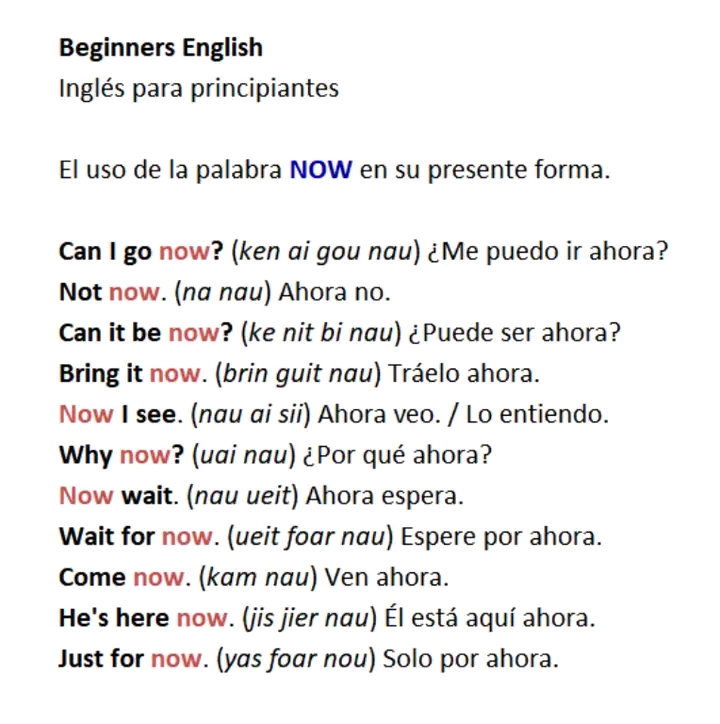 Beginners English
Inglés para principiantes
El uso de la palabra NOW en su presente forma.
Can I go now? (ken ai gou nau) ¿Me puedo ir ahora?
Not now. (na nau) Ahora no.
Can it be now? (ke nit bi nau) ¿Puede ser ahora?
Bring it now. (brin guit nau) Tráelo ahora.
Now I see. (nau ai sii) Ahora veo. / Lo entiendo.
Why now? (uai nau) ¿Por qué ahora?
Now wait. (nau ueit) Ahora espera.
Wait for now. (ueit foar nau) Espere por ahora.
Come now. (kam nau) Ven ahora.
He's here now. (jis jier nau) Él está aquí ahora.
Just for now. (yas foar nou) Solo por ahora.